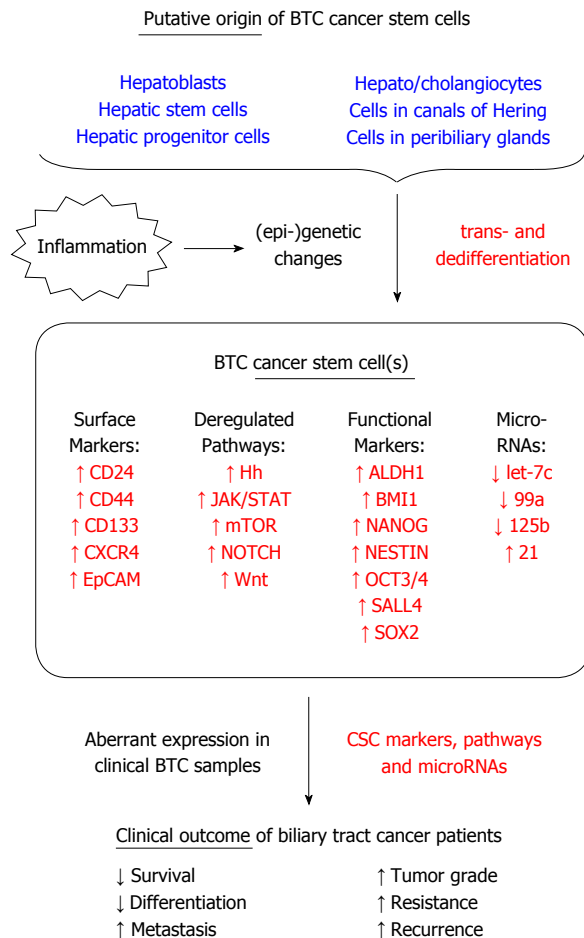 Putative origin of BTC cancer stem cells
Hepatoblasts
Hepatic stem cells
Hepatic progenitor cells
Hepato/cholangiocytes
Cells in canals of Hering
Cells in peribiliary glands
Inflammation
(epi-)genetic
changes
trans- and
dedifferentiation
BTC cancer stem cell(s)
Surface
Markers:
↑ CD24
↑ CD44
↑ CD133
↑ CXCR4
↑ EpCAM
Deregulated
Pathways:
↑ Hh
↑ JAK/STAT
↑ mTOR
↑ NOTCH
↑ Wnt
Functional
Markers:
↑ ALDH1
↑ BMI1
↑ NANOG
↑ NESTIN
↑ OCT3/4
↑ SALL4
↑ SOX2
Micro-
RNAs:
↓ let-7c
↓ 99a
↓ 125b
↑ 21
Aberrant expression in
clinical BTC samples
CSC markers, pathways
and microRNAs
Clinical outcome of biliary tract cancer patients
↓ Survival
↓ Differentiation
↑ Metastasis
↑ Tumor grade
↑ Resistance
↑ Recurrence